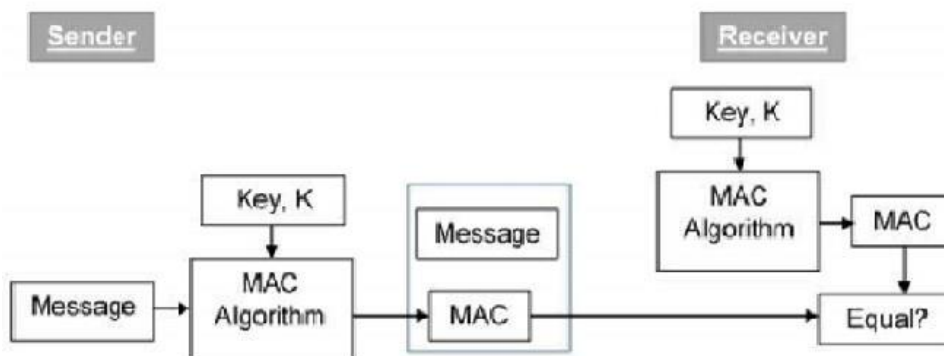 Sender
Receiver
Key, K
MAC
Algorithm
MAC
Key, K
Message
MAC
Algorithm
Message
MAC
Equal?